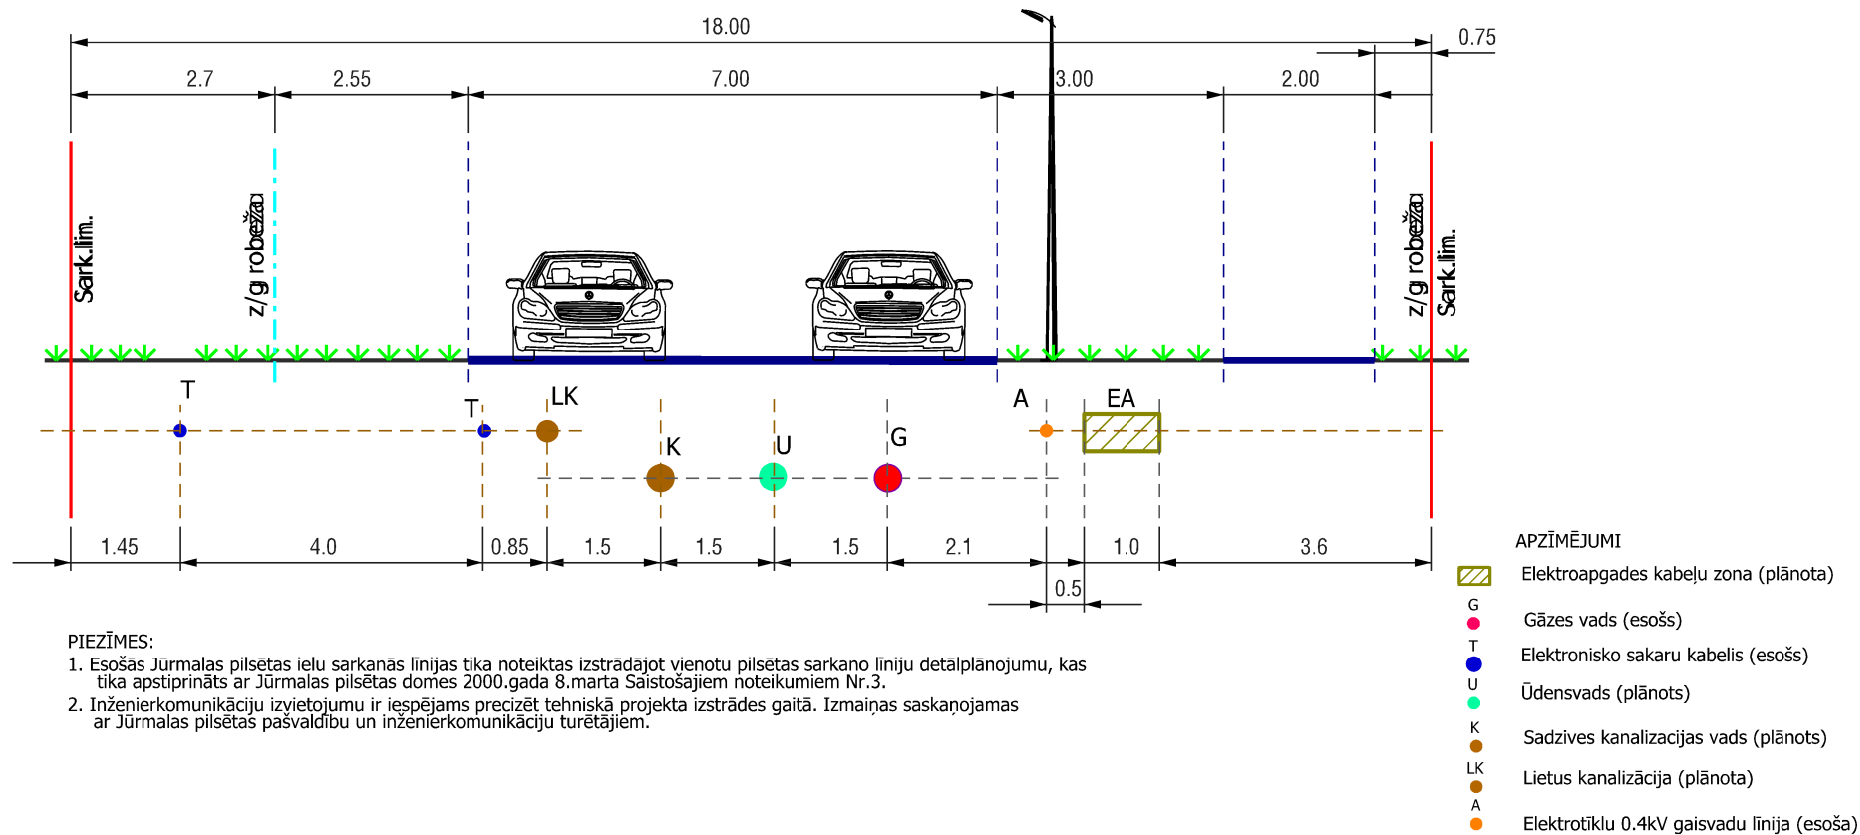 18.00
0.75
2.7
2.55
7.00
3.00
2.00
Sark.lin.
z/g robeža
z/g robeža
Sark.lin.
T
T
LK
K
U
G
A
EA
1.45
4.0
0.85
1.5
1.5
1.5
2.1
0.5
1.0
3.6
PIEZĪMES:
1. Esošās Jūrmalas pilsētas ielu sarkanās līnijas tika noteiktas izstrādājot vienotu pilsētas sarkano līniju detālplānojumu, kas
tika apstiprināts ar Jūrmalas pilsētas domes 2000.gada 8.marta Saistošajiem noteikumiem Nr.3.
2. Inženierkomunikāciju izvietojumu ir iespējams precizēt tehniskā projekta izstrādes gaitā. Izmaiņas saskaņojamas
ar Jūrmalas pilsētas pašvaldību un inženierkomunikāciju turētājiem.
APZĪMĒJUMI
Elektroapgades kabeļu zona (plānota)
G
Gāzes vads (esošs)
T
Elektronisko sakaru kabelis (esošs)
U
Ūdensvads (plānots)
K
Sadzives kanalizacijas vads (plānots)
LK
Lietus kanalizācija (plānota)
A
Elektrotīklu 0.4kV gaisvadu līnija (esoša)